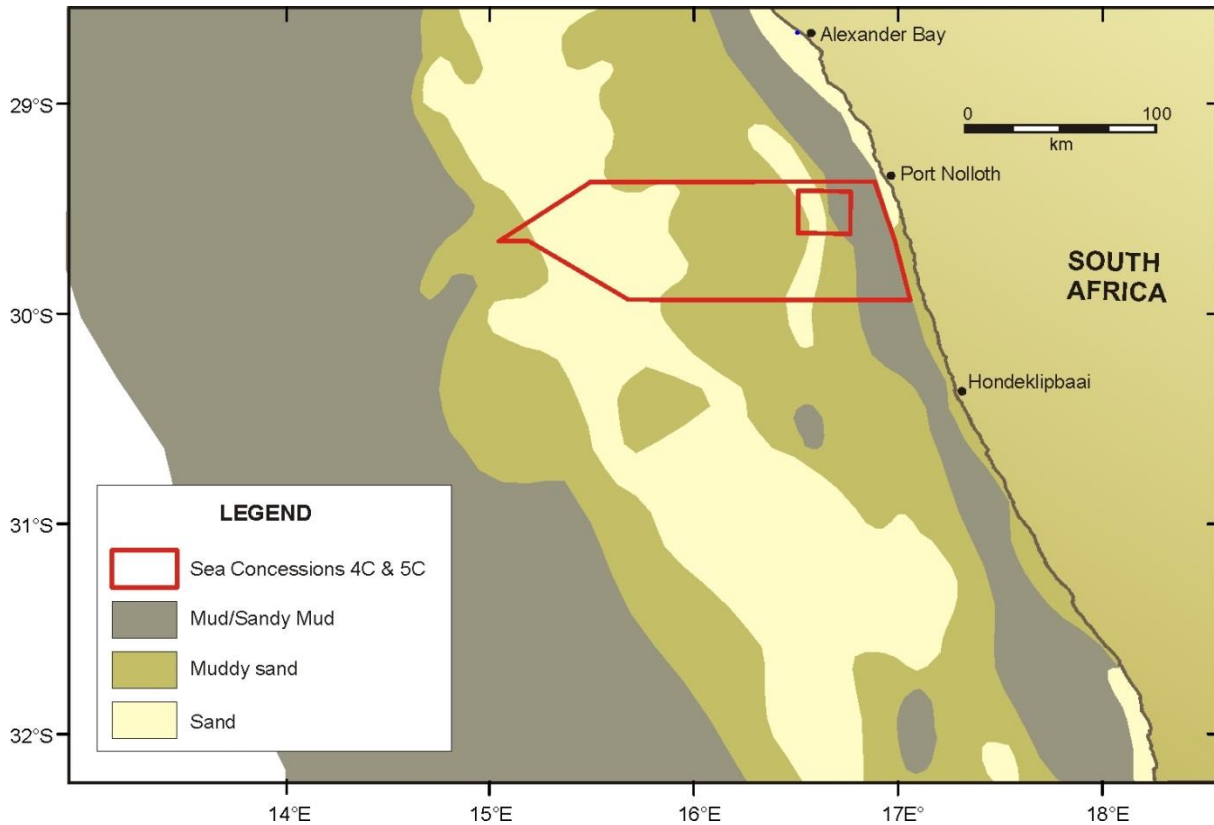 Alexander Bay
29°S
0 100
km
Port Nolloth
SOUTH
AFRICA
30°S
Hondeklipbaai
LEGEND
31°S
Sea Concessions 4C & 5C
Mud/Sandy Mud
Muddy sand
Sand
32°S
14°E 15°E 16°E 17°E 18°E